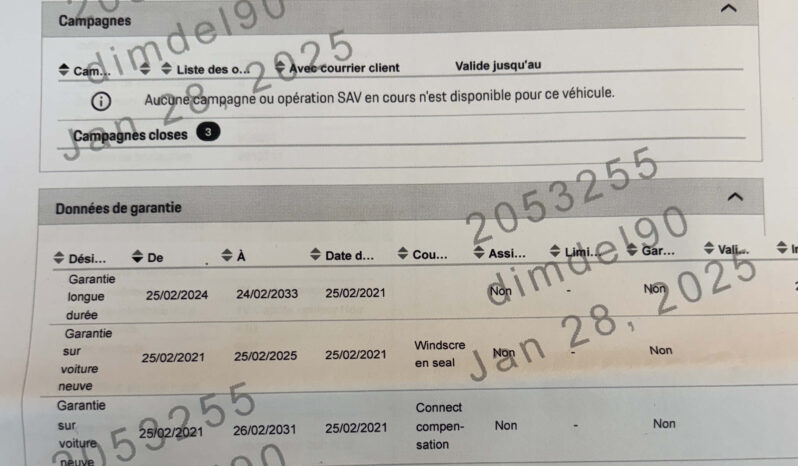 Campagnes
dimdel90
Jan 28, 2025
Cam... Liste des o... Avec courrier client Valide jusqu'au
Aucune campagne ou opération SAV en cours n'est disponible pour ce véhicule.
Campagnes closes 3
Données de garantie
2053255
dimdel90
Jan 28, 2025
Dési... De À Date d... Cou... Assi... Limi... Gar... Vali...
Garantie
longue
durée
25/02/2024 24/02/2033 25/02/2021 Non - Non
Garantie
sur
voiture
neuve
25/02/2021 25/02/2025 25/02/2021 Windscre
en seal
Non - Non
Garantie
sur
voiture
neuve
25/02/2021 26/02/2031 25/02/2021 Connect
compen-
sation
Non - Non
2053255